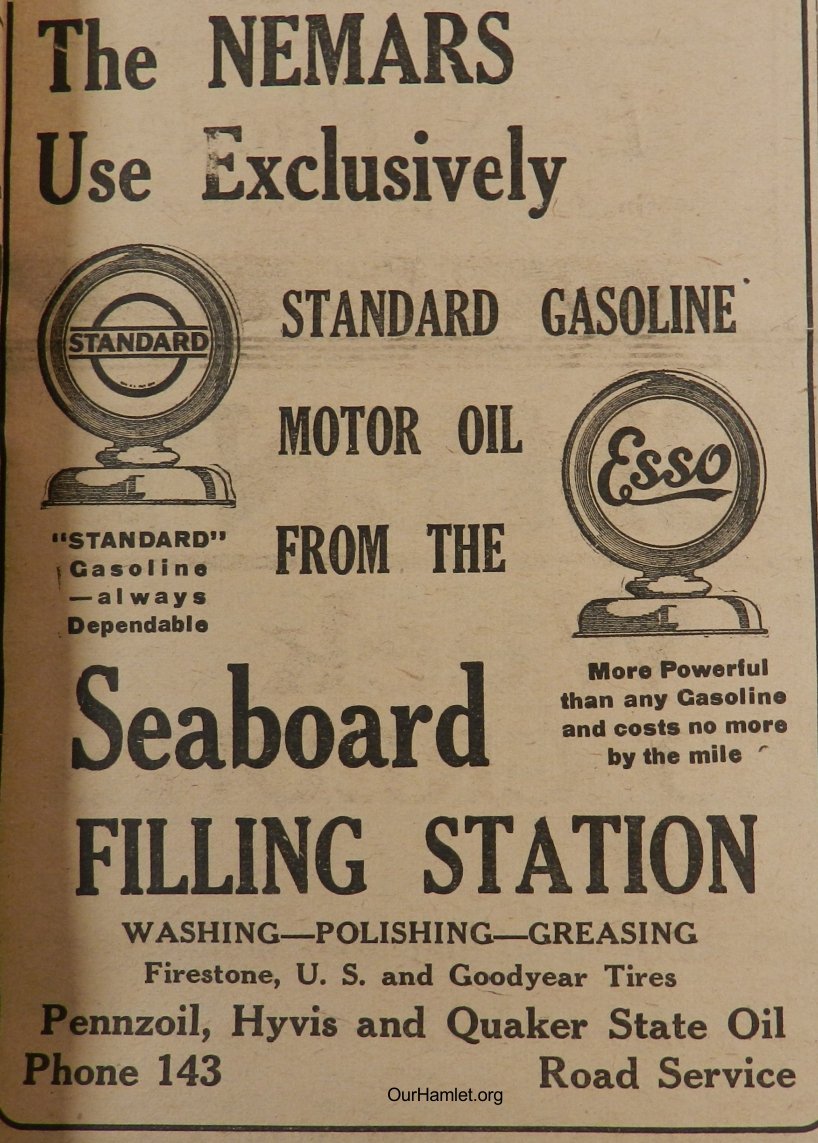 The NEMARS
Use Exclusively
STANDARD
STANDARD GASOLINE
MOTOR OIL
Esso
FROM THE
"STANDARD"
Gasoline
—always
Dependable
More Powerful
than any Gasoline
and costs no more
by the mile
Seaboard
FILLING STATION
WASHING—POLISHING—GREASING
Firestone, U. S. and Goodyear Tires
Pennzoil, Hyvis and Quaker State Oil
Phone 143 Road Service
OurHamlet.org